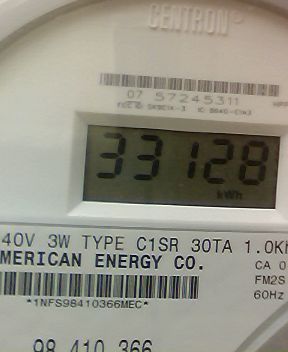 CENTRON®
07 57245311
33128
kWh
40V 3W TYPE C1SR 30TA 1.0K
MERICAN ENERGY CO.
CA 0
FM2S
60Hz
*1NFS98410366MEC*
98 410 366